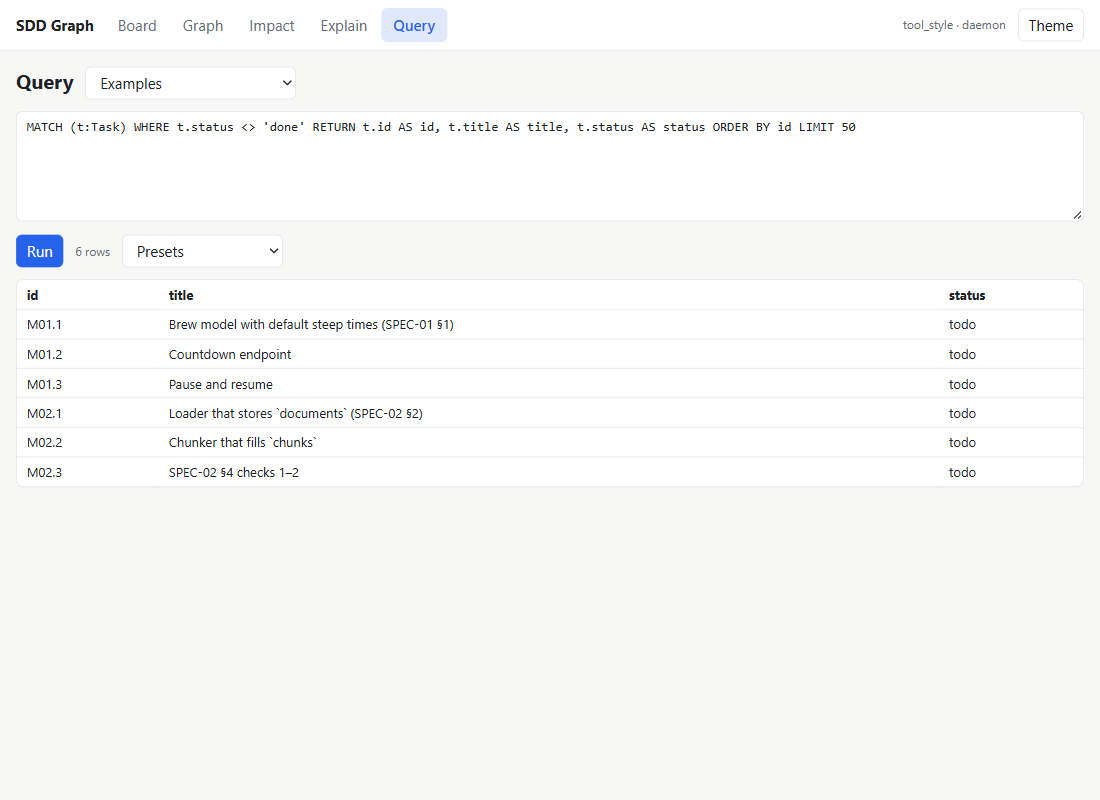 SDD Graph Board Graph Impact Explain Query tool_style · daemon Theme
Query Examples
MATCH (t:Task) WHERE t.status <> 'done' RETURN t.id AS id, t.title AS title, t.status AS status ORDER BY id LIMIT 50
Run 6 rows Presets
id title status
M01.1 Brew model with default steep times (SPEC-01 §1) todo
M01.2 Countdown endpoint todo
M01.3 Pause and resume todo
M02.1 Loader that stores `documents` (SPEC-02 §2) todo
M02.2 Chunker that fills `chunks` todo
M02.3 SPEC-02 §4 checks 1–2 todo